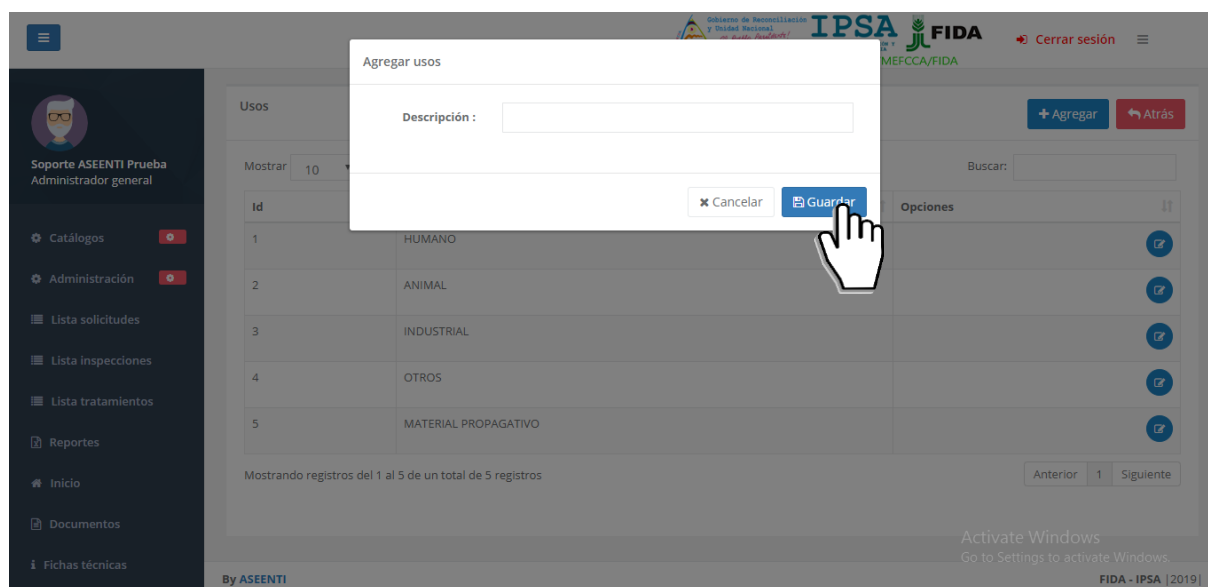 Gobierno de Reconciliación
y Unidad Nacional
IPSA
FIDA
MEFCCA/FIDA
Cerrar sesión
Agregar usos
Descripción :
Cancelar
Guardar
Soporte ASEENTI Prueba
Administrador general
Catálogos
Administración
Lista solicitudes
Lista inspecciones
Lista tratamientos
Reportes
Inicio
Documentos
Fichas técnicas
Usos
Agregar
Atrás
Mostrar 10
Buscar:
Id Opciones
1 HUMANO
2 ANIMAL
3 INDUSTRIAL
4 OTROS
5 MATERIAL PROPAGATIVO
Mostrando registros del 1 al 5 de un total de 5 registros
Anterior 1 Siguiente
Activate Windows
Go to Settings to activate Windows.
By ASEENTI
FIDA - IPSA |2019|